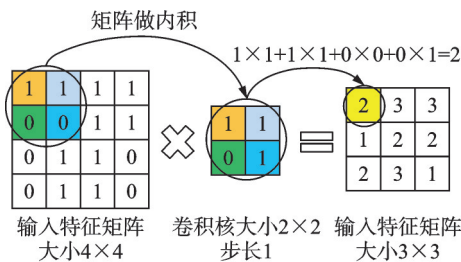 矩阵做内积
1×1+1×1+0×0+0×1=2
1 1 1 1
0 0 1 1
0 1 1 0
0 1 1 0
1 1
0 1
2 3 3
1 2 2
2 3 1
输入特征矩阵
大小4×4
卷积核大小2×2
步长1
输入特征矩阵
大小3×3